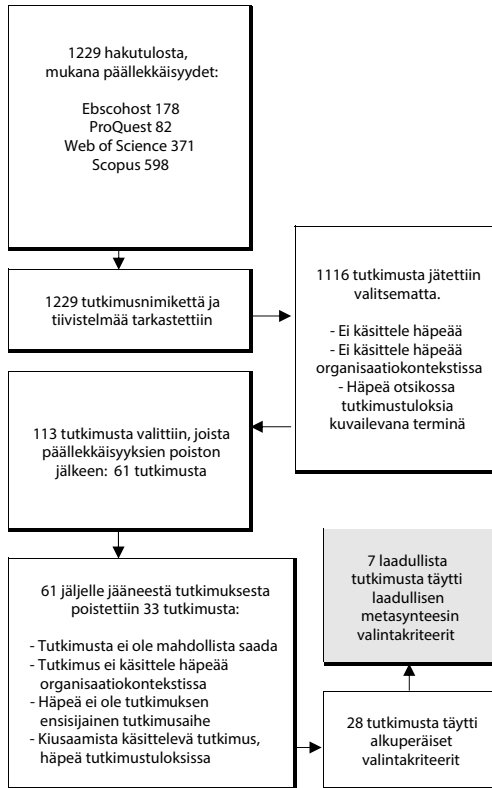 1229 hakutulosta,
mukana päällekkäisyydet:
Ebscohost 178
ProQuest 82
Web of Science 371
Scopus 598
1229 tutkimusnimikettä ja
tiivistelmää tarkastettiin
1116 tutkimusta jätettiin
valitsematta.
- Ei käsittele häpeää
- Ei käsittele häpeää
organisaatiokontekstissa
- Häpeä otsikossa
tutkimustuloksia
kuvailevana terminä
113 tutkimusta valittiin, joista
päällekkäisyyksien poiston
jälkeen: 61 tutkimusta
61 jäljelle jääneestä tutkimuksesta
poistettiin 33 tutkimusta:
- Tutkimusta ei ole mahdollista saada
- Tutkimus ei käsittele häpeää
organisaatiokontekstissa
- Häpeä ei ole tutkimuksen
ensisijainen tutkimusaihe
- Kiusaamista käsittelevä tutkimus,
häpeä tutkimustuloksissa
28 tutkimusta täytti
alkuperäiset
valintakriteerit
7 laadullista
tutkimusta täytti
laadullisen
metasynteesin
valintakriteerit